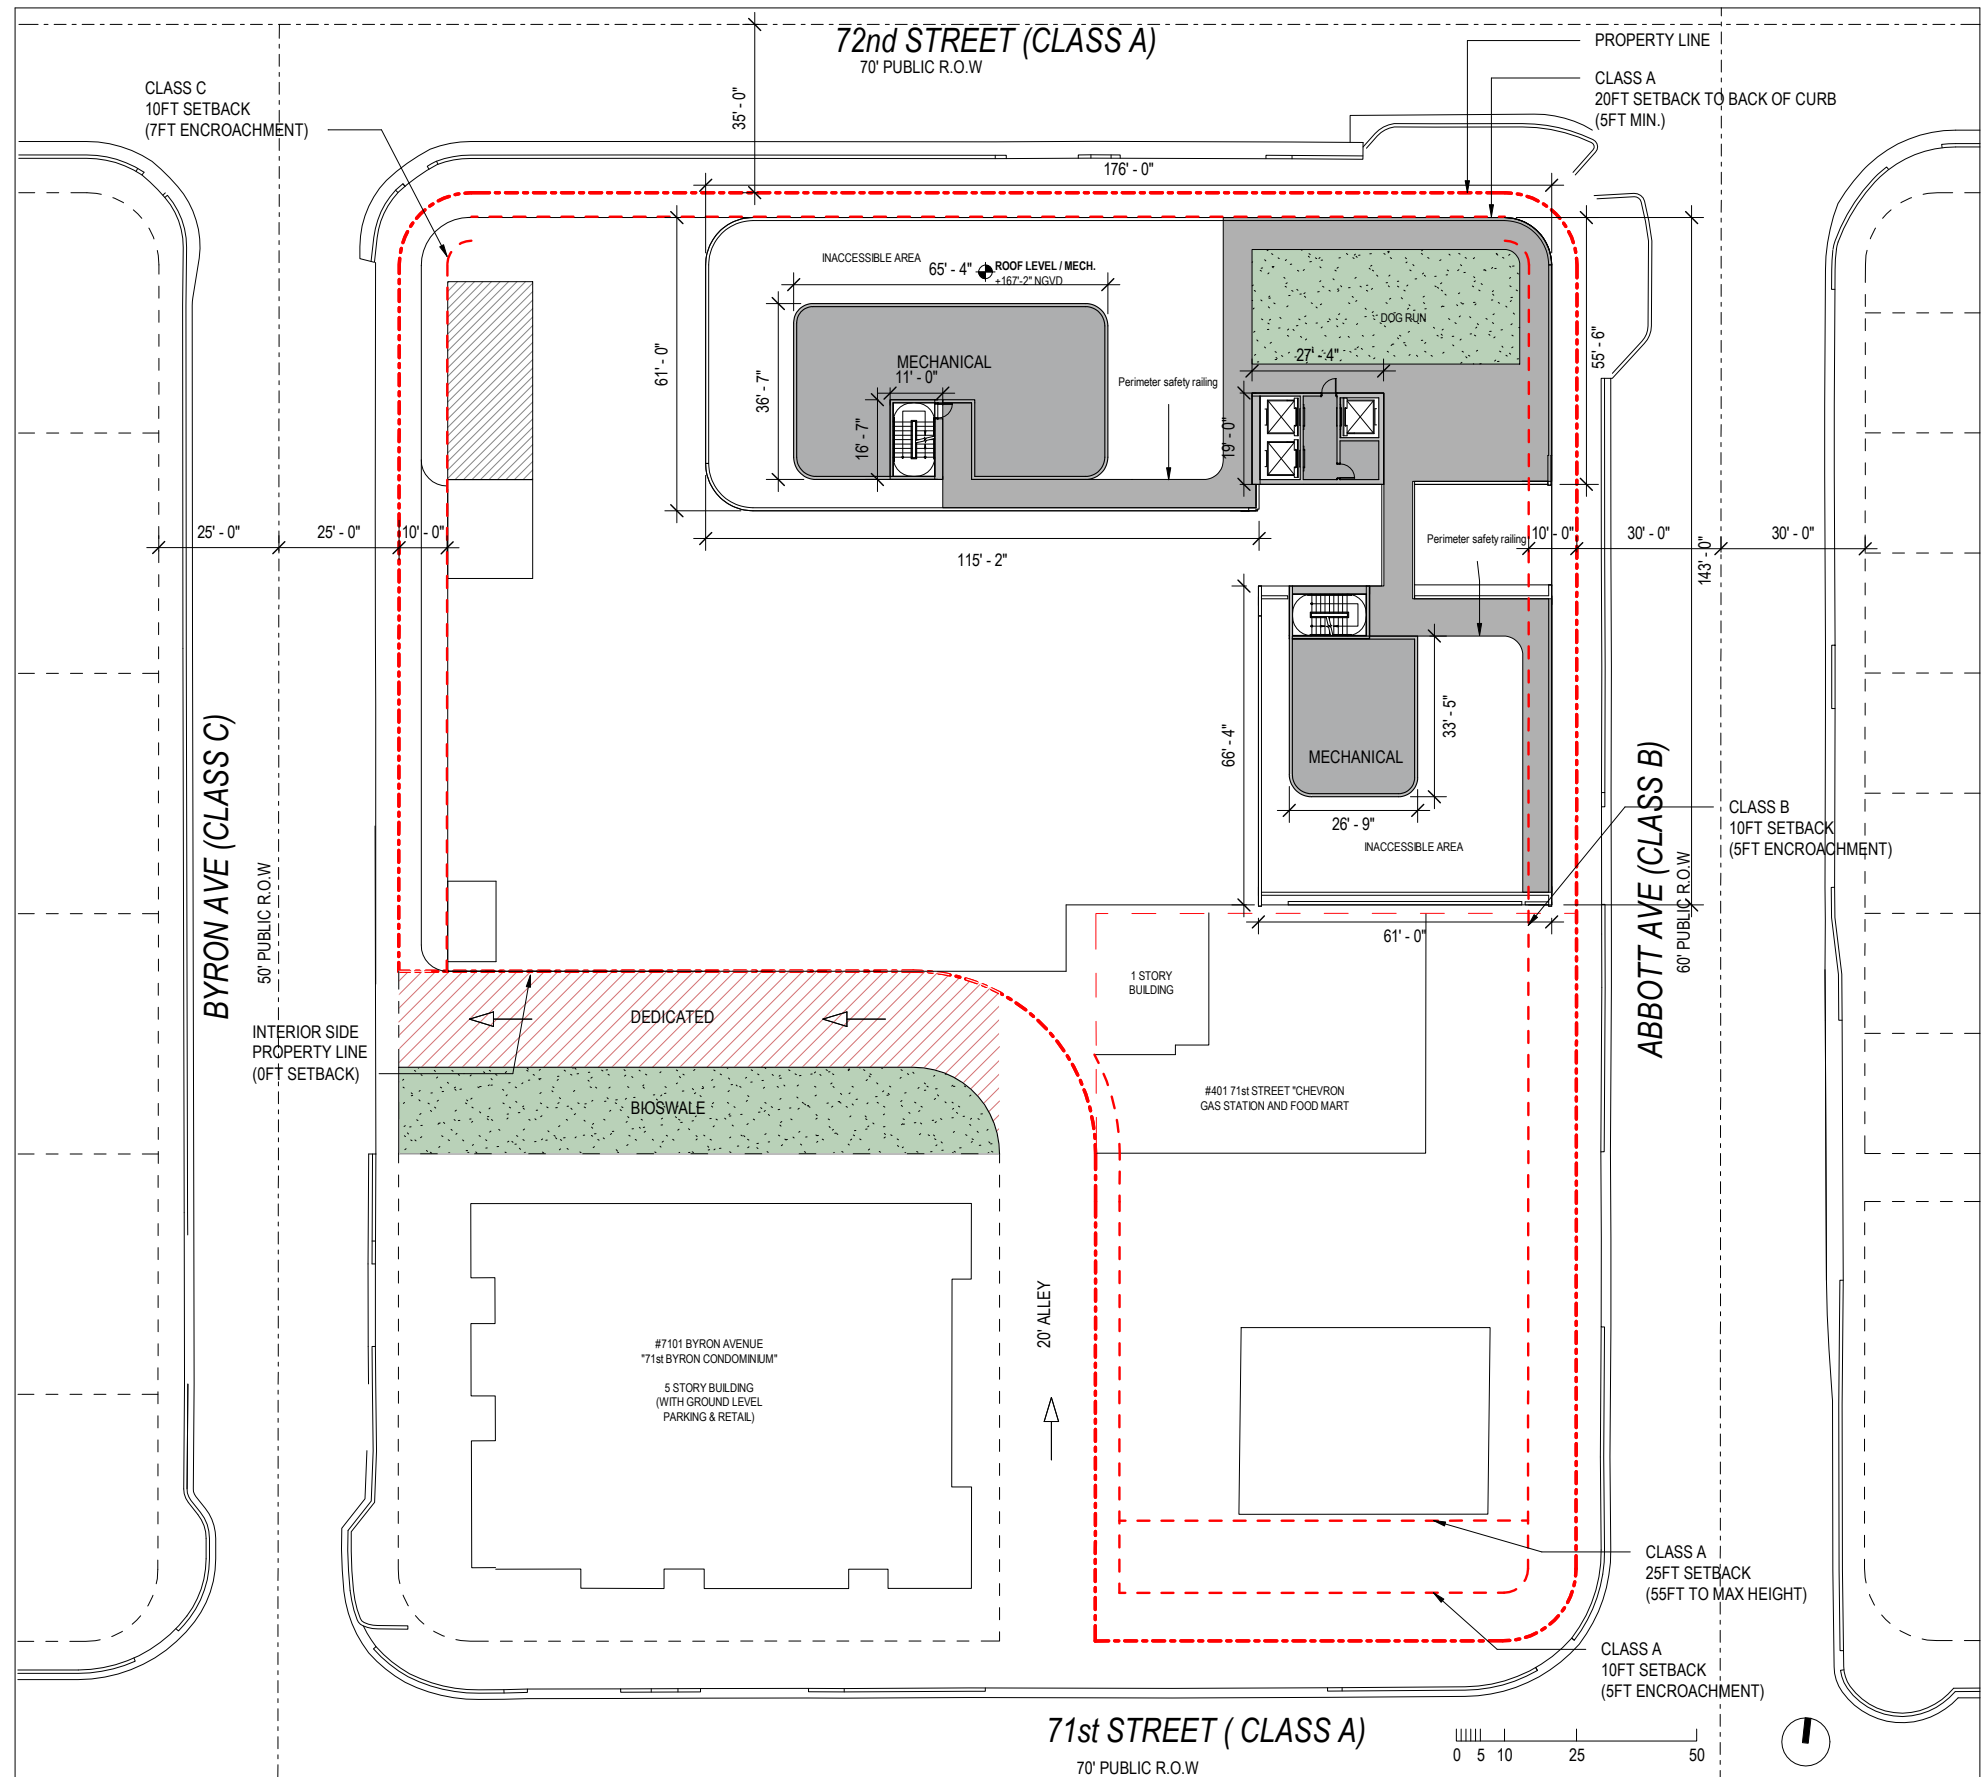 72nd STREET (CLASS A)
70' PUBLIC R.O.W
PROPERTY LINE
CLASS C
10FT SETBACK
(7FT ENCROACHMENT)
CLASS A
20FT SETBACK TO BACK OF CURB
(5FT MIN.)
35' - 0"
176' - 0"
INACCESSIBLE AREA
65' - 4"
ROOF LEVEL / MECH.
+167'-2" NGVD
DOG RUN
61' - 0"
36' - 7"
MECHANICAL
11' - 0"
16' - 7"
Perimeter safety railing
27' - 4"
19' - 0"
55' - 6"
25' - 0"
25' - 0"
10' - 0"
115' - 2"
Perimeter safety railing
10' - 0"
30' - 0"
30' - 0"
143' - 0"
66' - 4"
33' - 5"
MECHANICAL
26' - 9"
INACCESSIBLE AREA
61' - 0"
BYRON AVE (CLASS C)
50' PUBLIC R.O.W
ABBOTT AVE (CLASS B)
60' PUBLIC R.O.W
CLASS B
10FT SETBACK
(5FT ENCROACHMENT)
1 STORY
BUILDING
DEDICATED
INTERIOR SIDE
PROPERTY LINE
(0FT SETBACK)
BIOSWALE
#401 71st STREET "CHEVRON
GAS STATION AND FOOD MART
20' ALLEY
#7101 BYRON AVENUE
"71st BYRON CONDOMINIUM"
5 STORY BUILDING
(WITH GROUND LEVEL
PARKING & RETAIL)
CLASS A
25FT SETBACK
(55FT TO MAX HEIGHT)
CLASS A
10FT SETBACK
(5FT ENCROACHMENT)
71st STREET ( CLASS A)
70' PUBLIC R.O.W
0 5 10 25 50